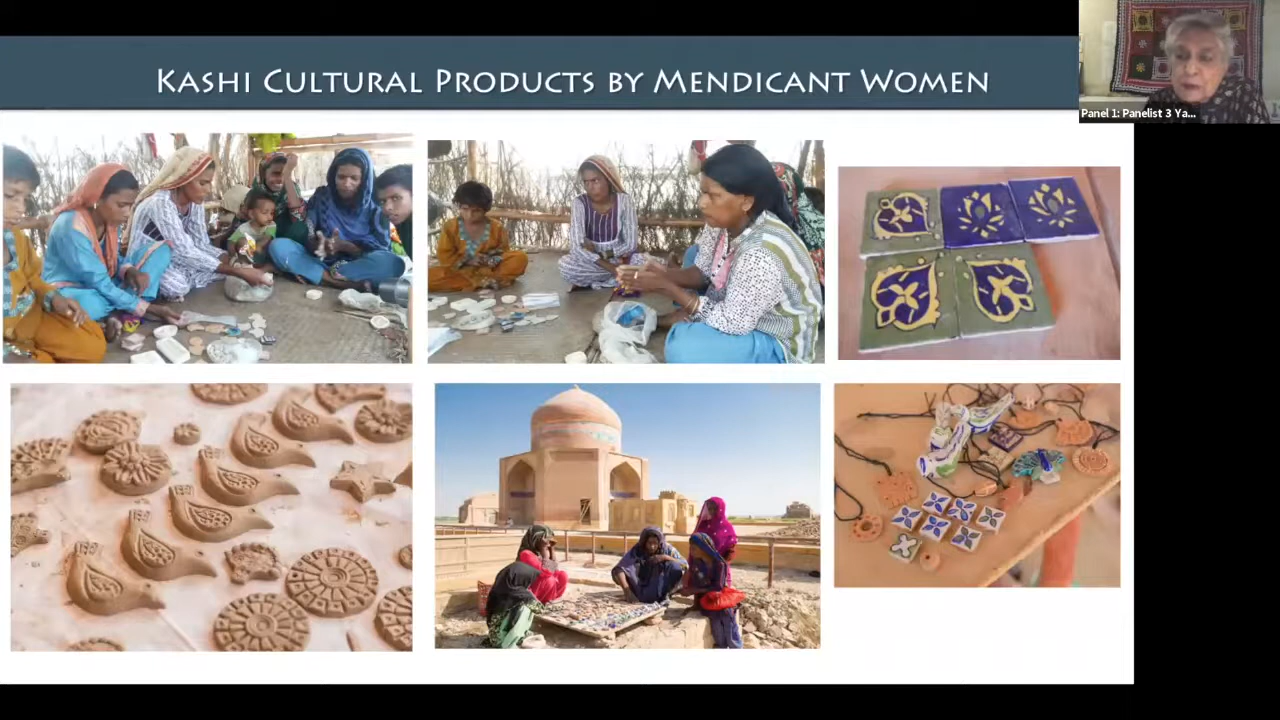 KASHI CULTURAL PRODUCTS BY MENDICANT WOMEN
Panel 1: Panelist 3 Ya...